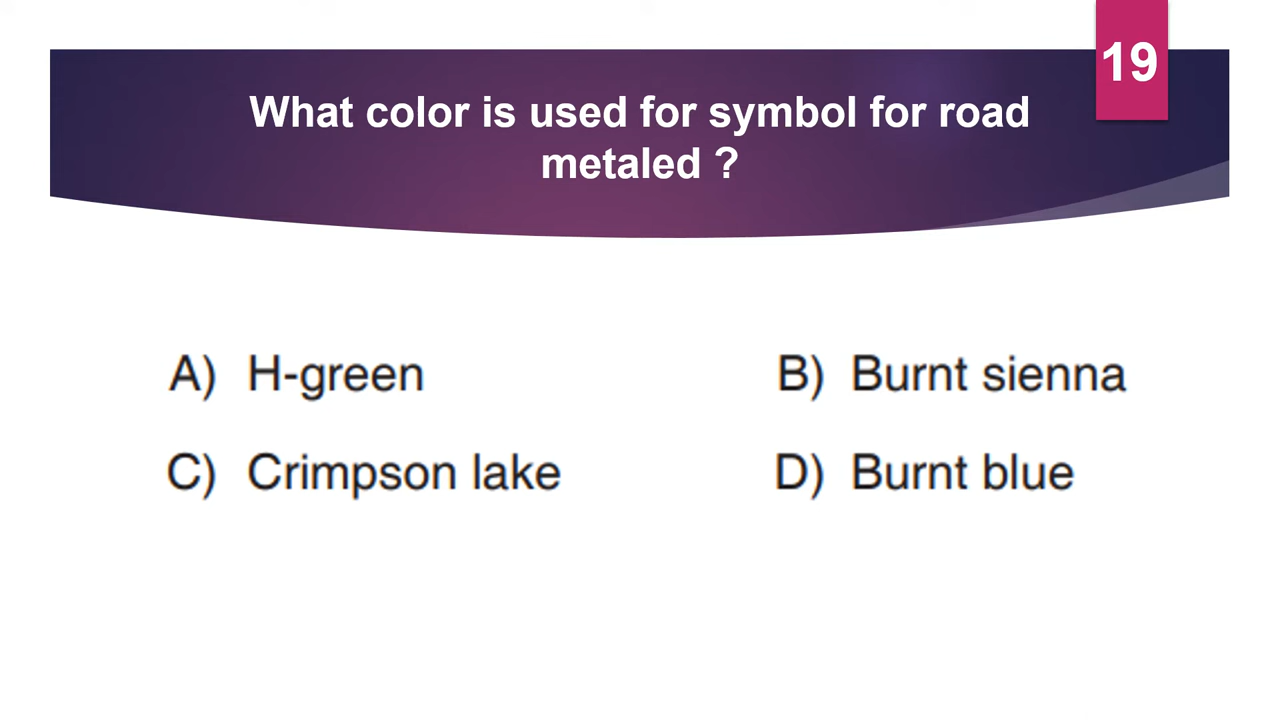 19
What color is used for symbol for road
metaled ?
A) H-green
B) Burnt sienna
C) Crimpson lake
D) Burnt blue